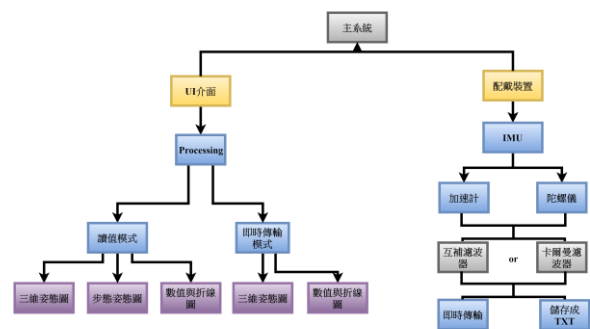 主系統
UI介面
配戴裝置
Processing
IMU
加速計
陀螺儀
讀值模式
即時傳輸
模式
互補濾波
器
or
卡爾曼濾
波器
三維姿態圖
步態姿態圖
數值與折線
圖
三維姿態圖
數值與折線
圖
即時傳輸
儲存成
TXT